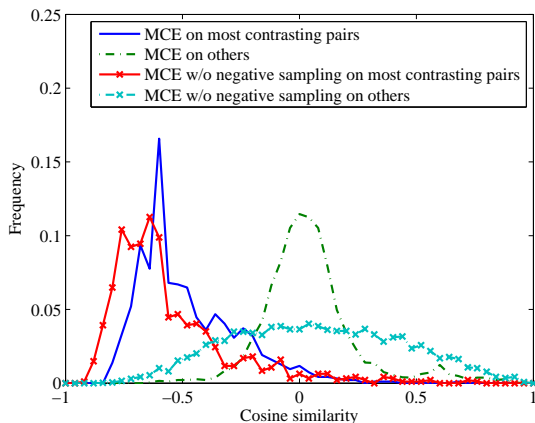 0.25
MCE on most contrasting pairs
MCE on others
0.2
MCE w/o negative sampling on most contrasting pairs
MCE w/o negative sampling on others
0.15
Frequency
0.1
0.05
0
−1
−0.5
0
0.5
1
Cosine similarity